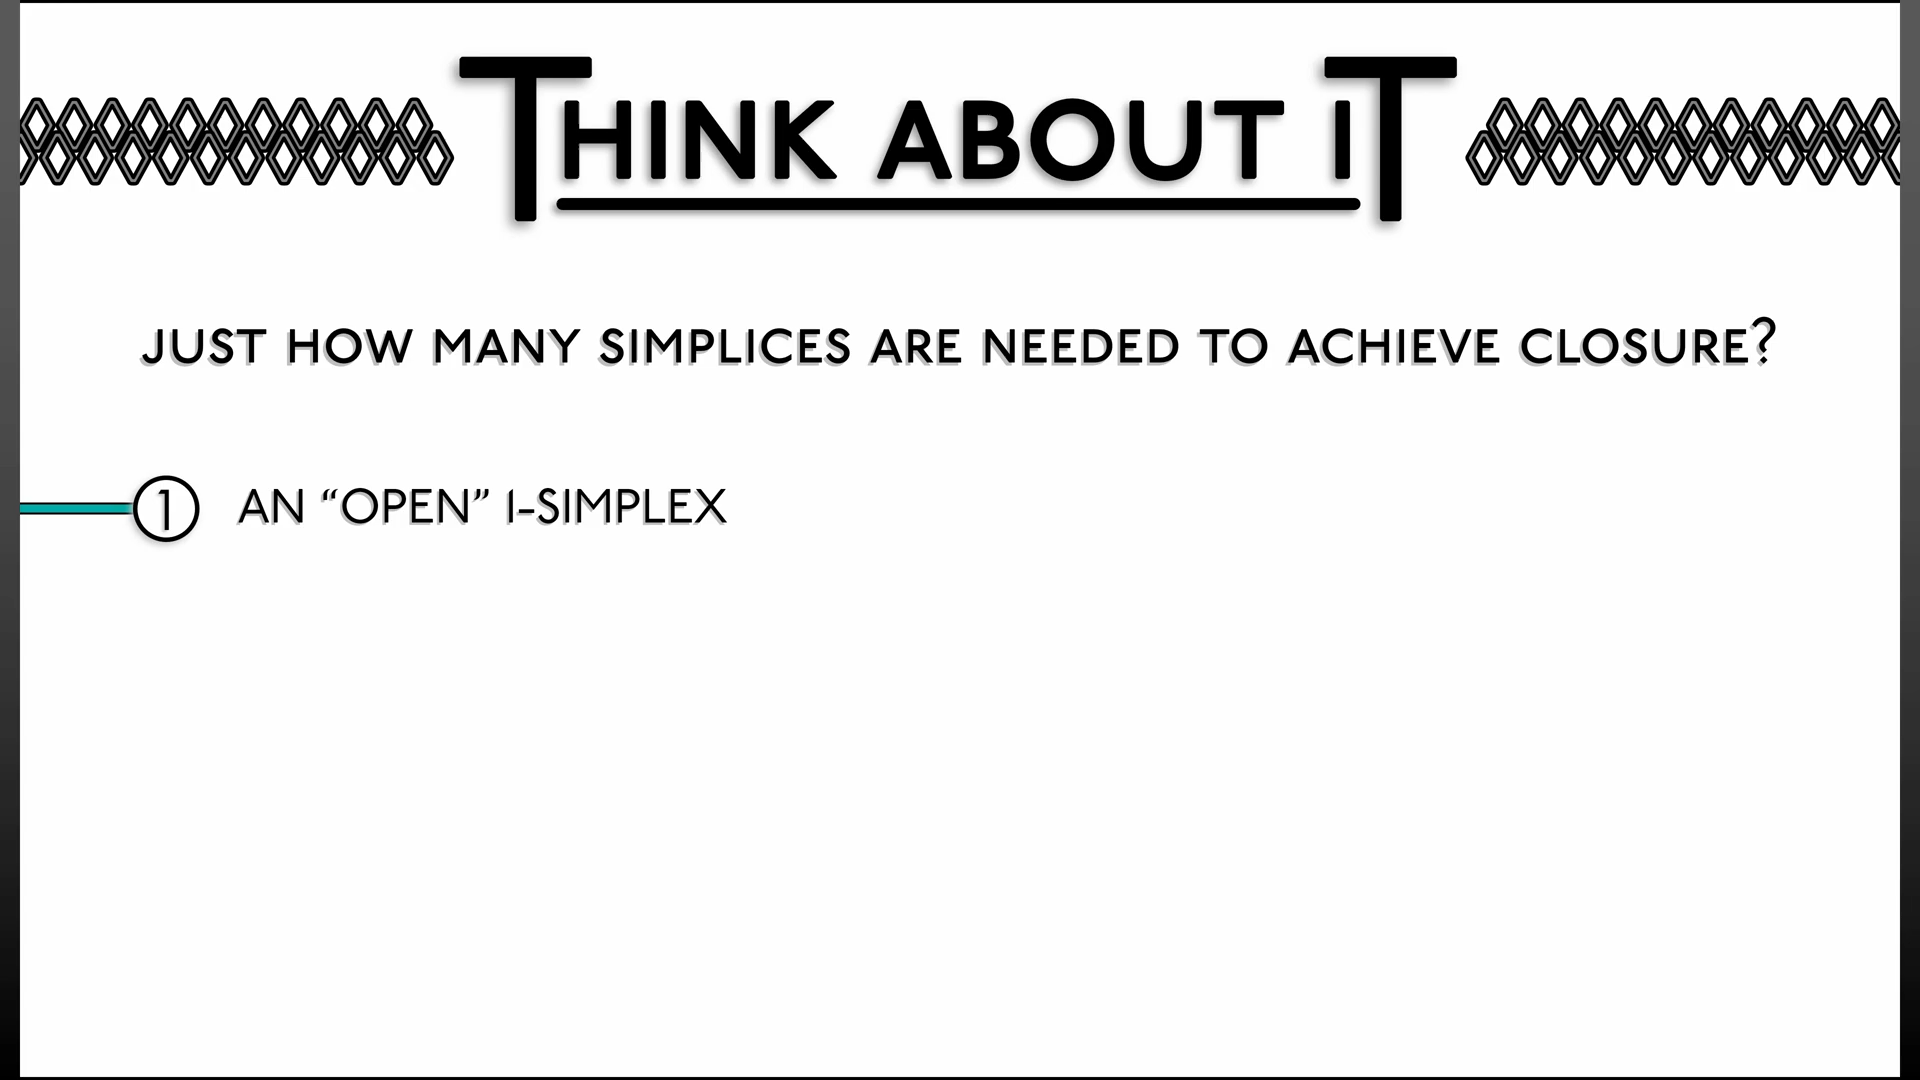 THINK ABOUT IT
JUST HOW MANY SIMPLICES ARE NEEDED TO ACHIEVE CLOSURE?
1 AN “OPEN” 1-SIMPLEX